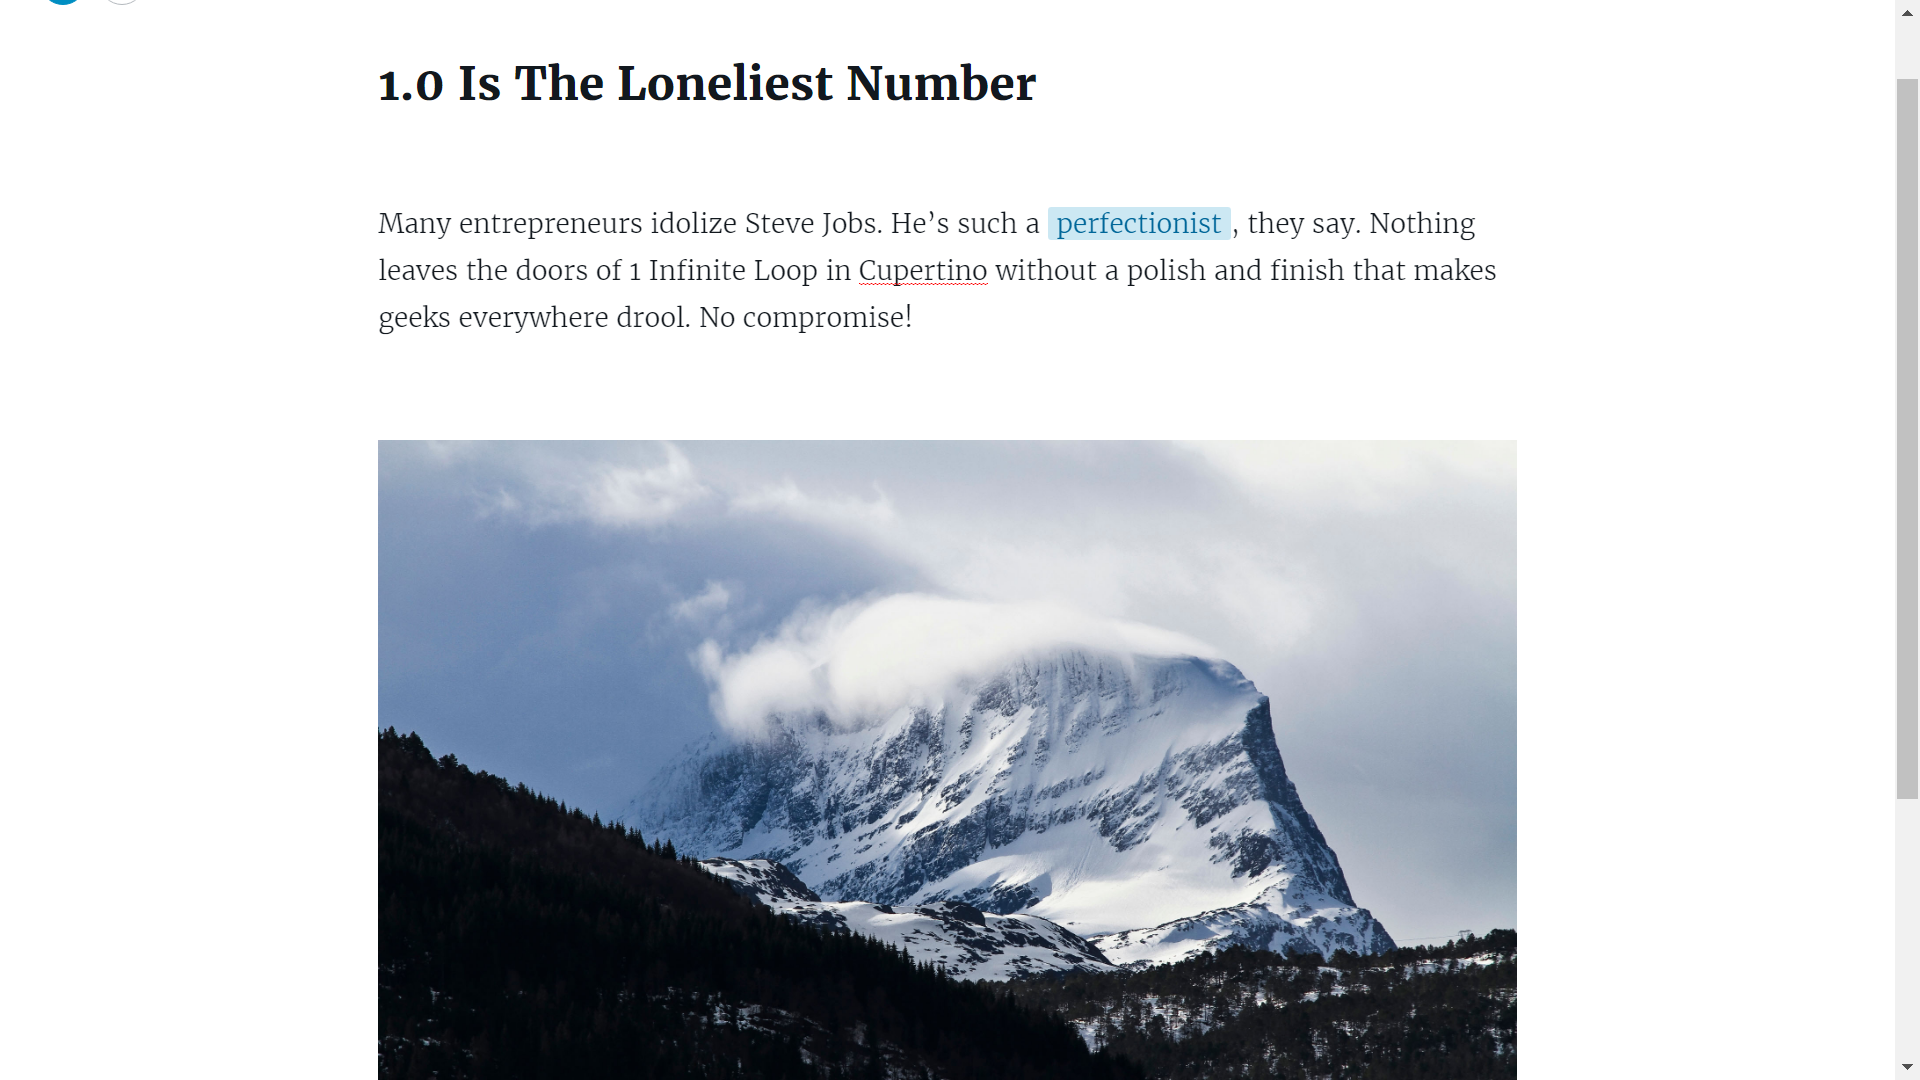 1.0 Is The Loneliest Number
Many entrepreneurs idolize Steve Jobs. He’s such a perfectionist, they say. Nothing
leaves the doors of 1 Infinite Loop in Cupertino without a polish and finish that makes
geeks everywhere drool. No compromise!